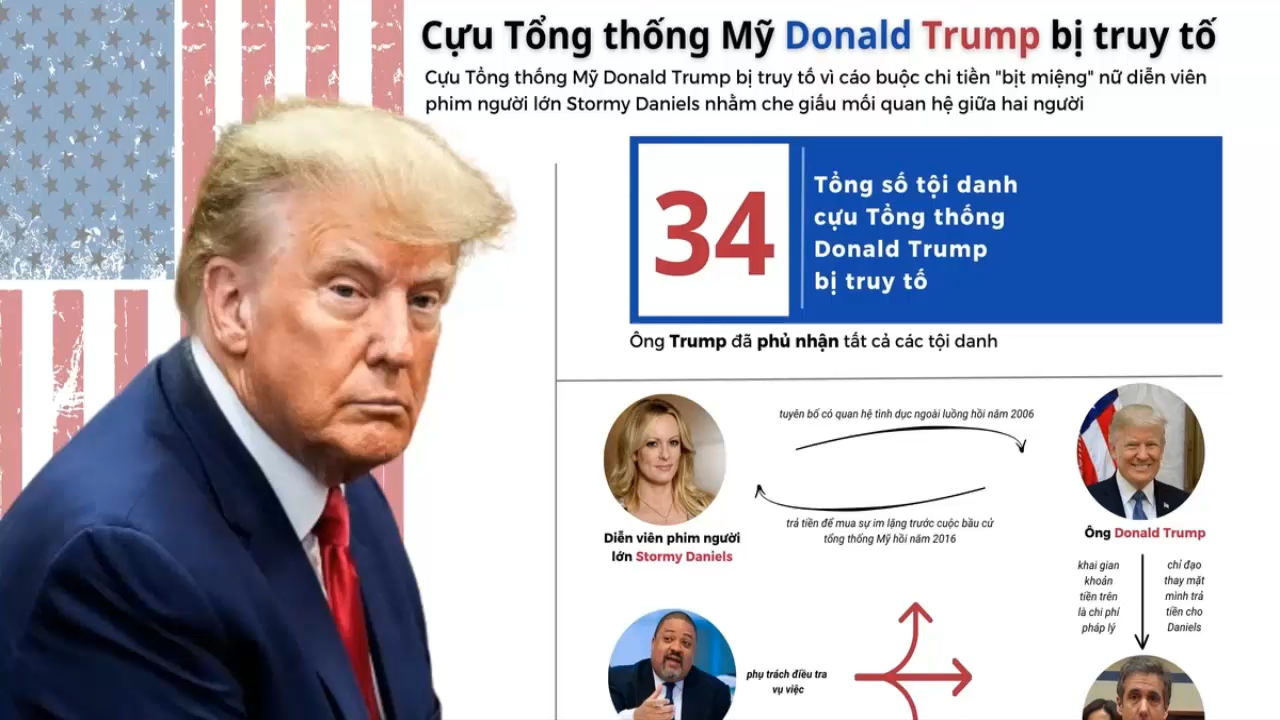 Cựu Tổng thống Mỹ Donald Trump bị truy tố
Cựu Tổng thống Mỹ Donald Trump bị truy tố vì cáo buộc chi tiền "bịt miệng" nữ diễn viên
phim người lớn Stormy Daniels nhằm che giấu mối quan hệ giữa hai người
34
Tổng số tội danh
cựu Tổng thống
Donald Trump
bị truy tố
Ông Trump đã phủ nhận tất cả các tội danh
tuyên bố có quan hệ tình dục ngoài luồng hồi năm 2006
trả tiền để mua sự im lặng trước cuộc bầu cử
tổng thống Mỹ hồi năm 2016
Diễn viên phim người
lớn Stormy Daniels
Ông Donald Trump
khai gian
khoản
tiền trên
là chi phí
pháp lý
chỉ đạo
thay mặt
mình trả
tiền cho
Daniels
phụ trách điều tra
vụ việc